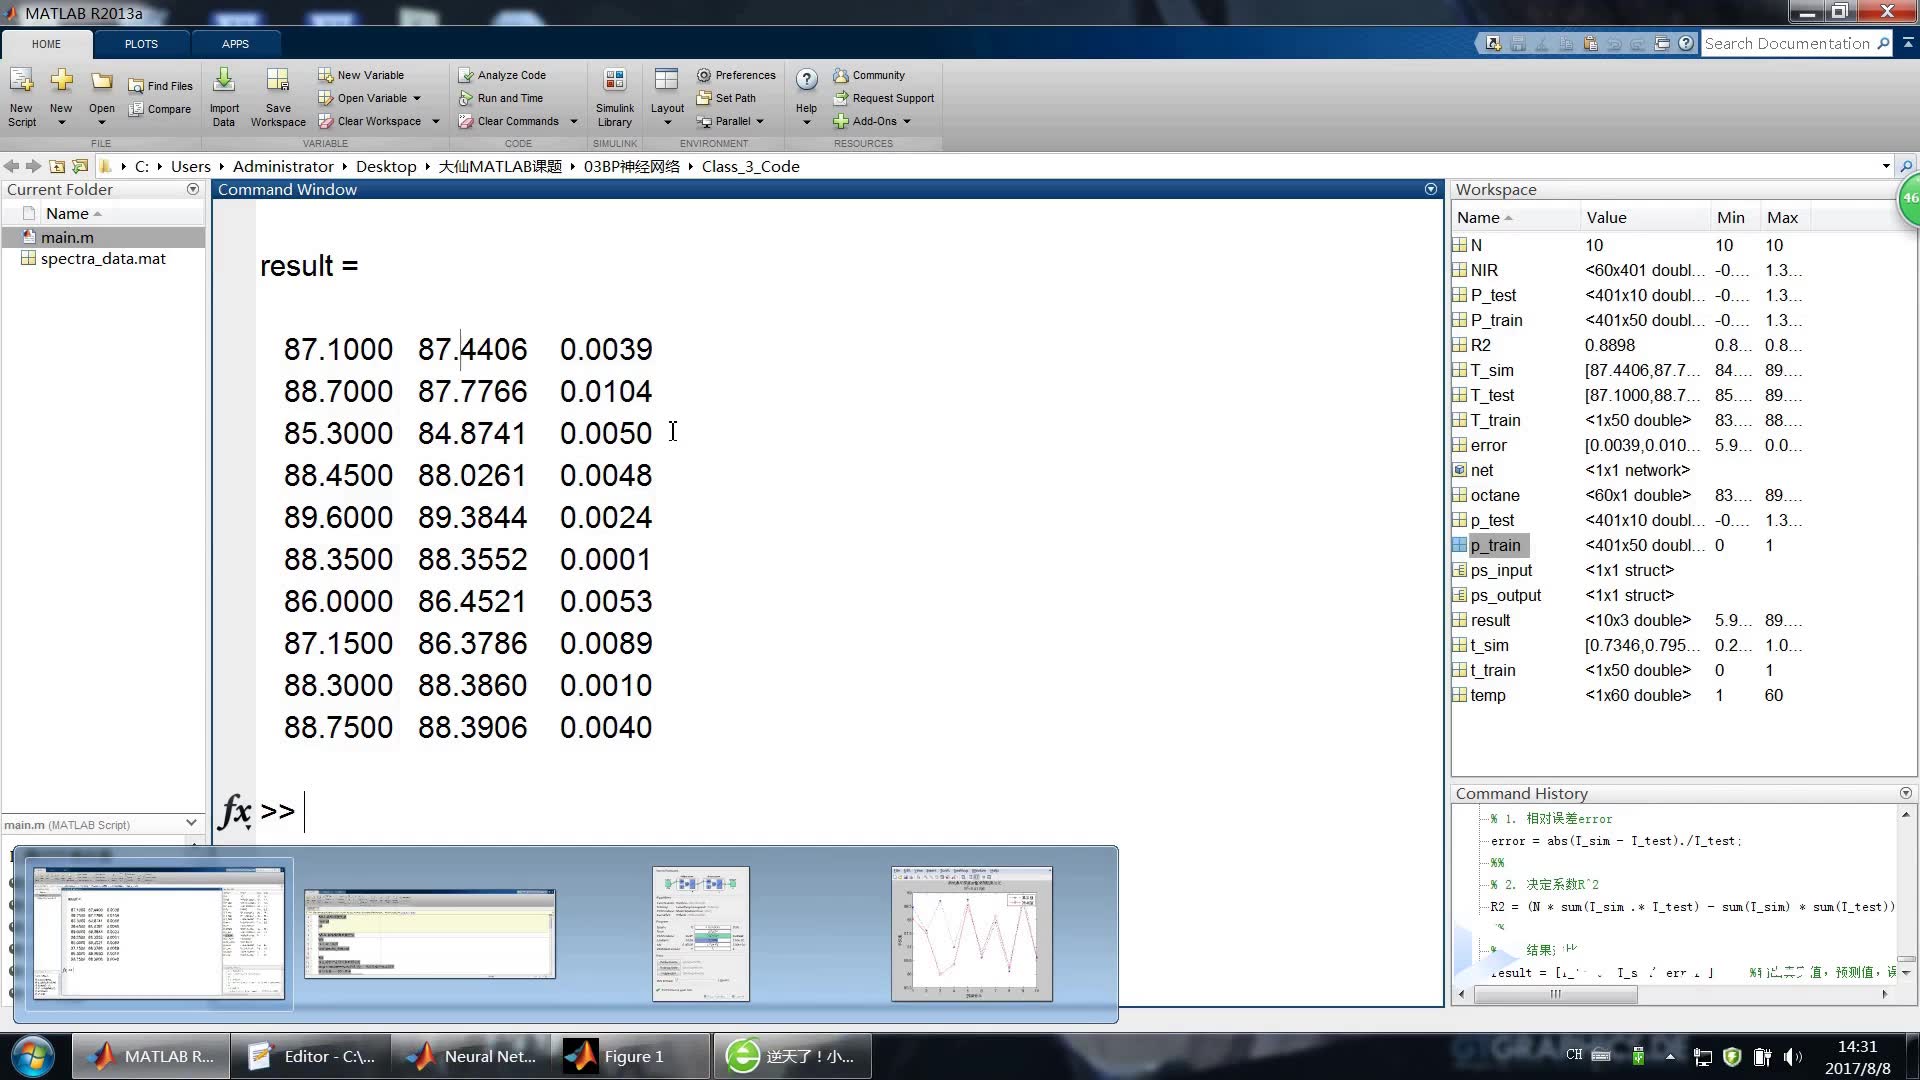 MATLAB R2013a
HOME PLOTS APPS
Search Documentation
New Script
New
Open
Find Files
Compare
Import Data
Save Workspace
New Variable
Open Variable
Clear Workspace
Analyze Code
Run and Time
Clear Commands
Simulink Library
Layout
Preferences
Set Path
Parallel
Help
Community
Request Support
Add-Ons
FILE VARIABLE CODE SIMULINK ENVIRONMENT RESOURCES
C: Users Administrator Desktop 大仙MATLAB课题 03BP神经网络 Class_3_Code
Current Folder
Name
main.m
spectra_data.mat
main.m (MATLAB Script)
Command Window
result =
87.1000 87.4406 0.0039
88.7000 87.7766 0.0104
85.3000 84.8741 0.0050
88.4500 88.0261 0.0048
89.6000 89.3844 0.0024
88.3500 88.3552 0.0001
86.0000 86.4521 0.0053
87.1500 86.3786 0.0089
88.3000 88.3860 0.0010
88.7500 88.3906 0.0040
fx >>
Workspace
Name Value Min Max
N 10 10 10
NIR <60x401 doubl... -0.... 1.3...
P_test <401x10 doubl... -0.... 1.3...
P_train <401x50 doubl... -0.... 1.3...
R2 0.8898 0.8... 0.8...
T_sim [87.4406,87.7... 84.... 89....
T_test [87.1000,88.7... 85.... 89....
T_train <1x50 double> 83.... 88....
error [0.0039,0.010... 5.9... 0.0...
net <1x1 network>
octane <60x1 double> 83.... 89....
p_test <401x10 doubl... -0.... 1.3...
p_train <401x50 doubl... 0 1
ps_input <1x1 struct>
ps_output <1x1 struct>
result <10x3 double> 5.9... 89....
t_sim [0.7346,0.795... 0.2... 1.0...
t_train <1x50 double> 0 1
temp <1x60 double> 1 60
46
Command History
% 1. 相对误差error
error = abs(T_sim - T_test)./T_test;
%%
% 2. 决定系数R^2
R2 = (N * sum(T_sim .* T_test) - sum(T_sim) * sum(T_test))
MATLAB R...
Editor - C:\...
Neural Net...
Figure 1
逆天了！小...
CH
14:31
2017/8/8